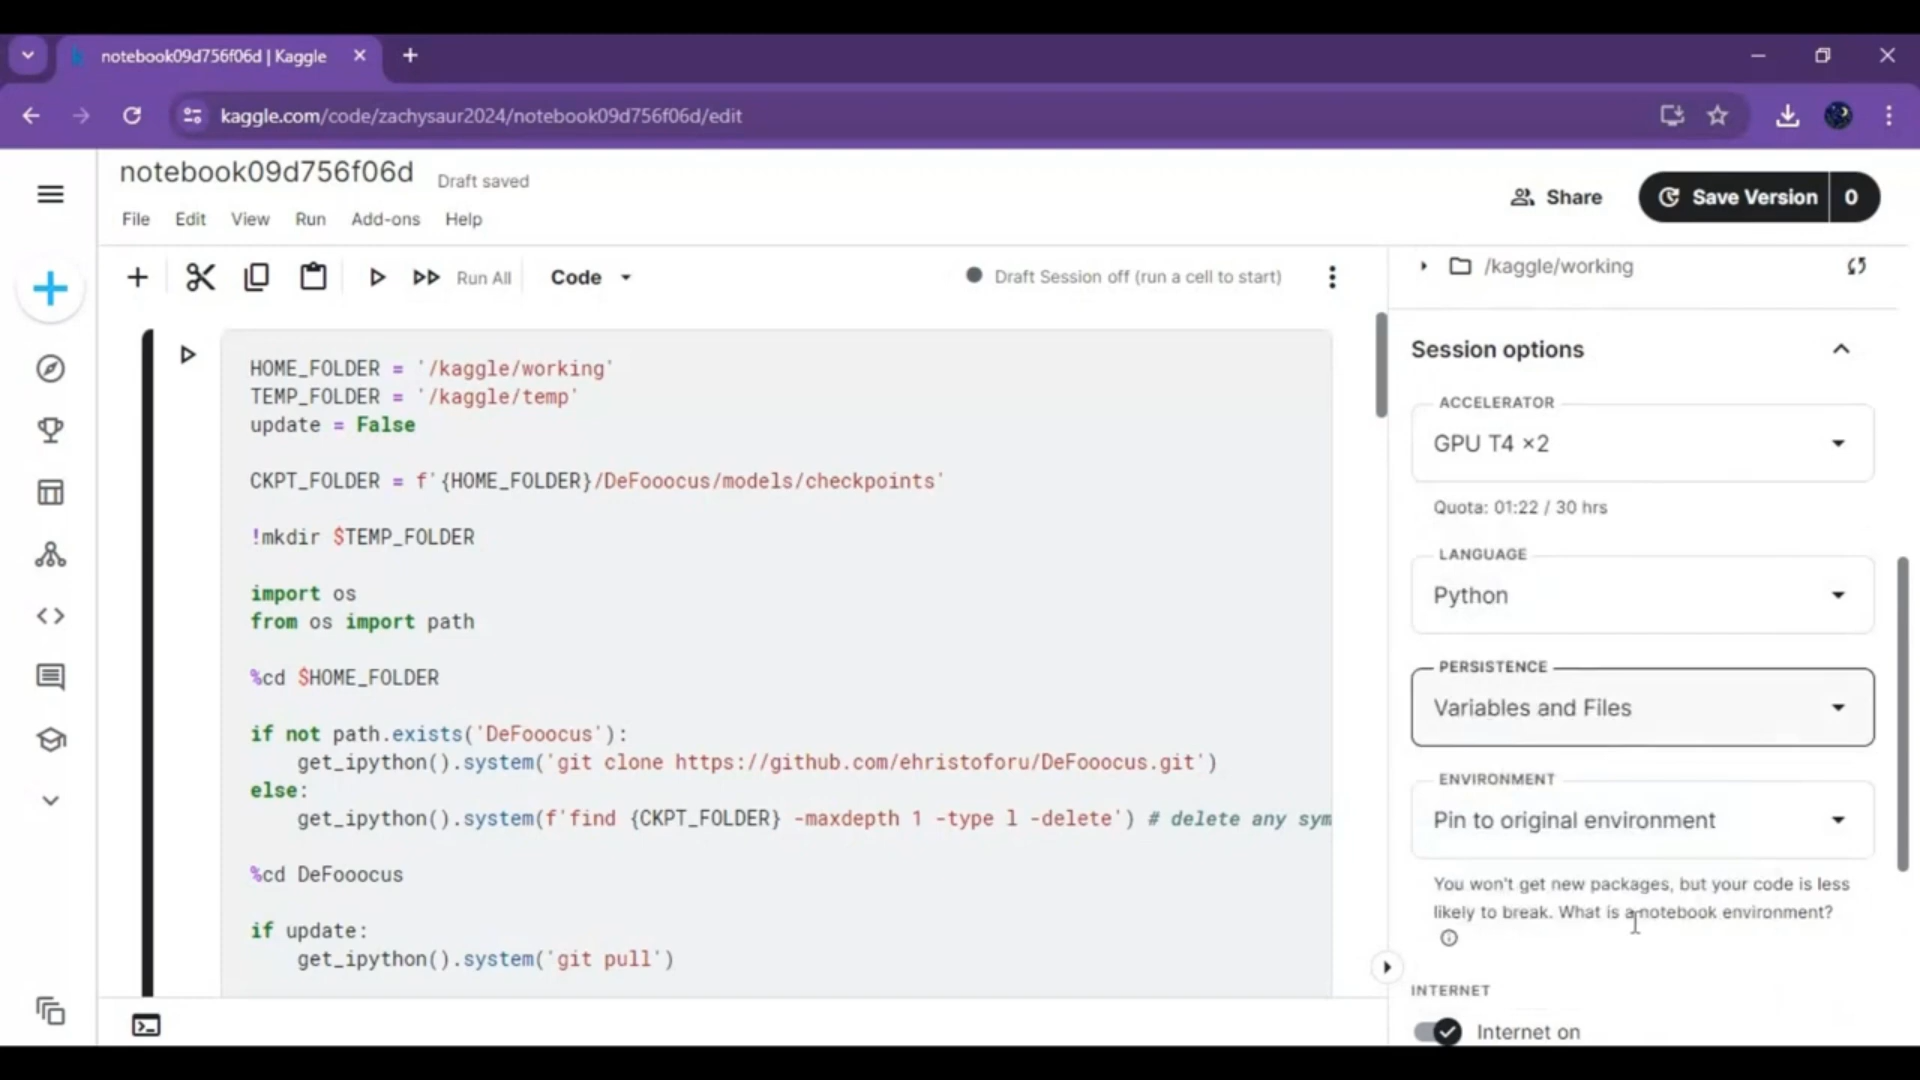 notebook09d756f06d | Kaggle
kaggle.com/code/zachysaur2024/notebook09d756f06d/edit
notebook09d756f06d
Draft saved
File
Edit
View
Run
Add-ons
Help
Share
Save Version
0
Run All
Code
Draft Session off (run a cell to start)
HOME_FOLDER = '/kaggle/working'
TEMP_FOLDER = '/kaggle/temp'
update = False
CKPT_FOLDER = f'{HOME_FOLDER}/DeFooocus/models/checkpoints'
!mkdir $TEMP_FOLDER
import os
from os import path
%cd $HOME_FOLDER
if not path.exists('DeFooocus'):
get_ipython().system('git clone https://github.com/ehristoforu/DeFooocus.git')
else:
get_ipython().system(f'find {CKPT_FOLDER} -maxdepth 1 -type l -delete') # delete any sym
%cd DeFooocus
if update:
get_ipython().system('git pull')
/kaggle/working
Session options
ACCELERATOR
GPU T4 ×2
Quota: 01:22 / 30 hrs
LANGUAGE
Python
PERSISTENCE
Variables and Files
ENVIRONMENT
Pin to original environment
You won't get new packages, but your code is less
likely to break. What is a notebook environment?
INTERNET
Internet on